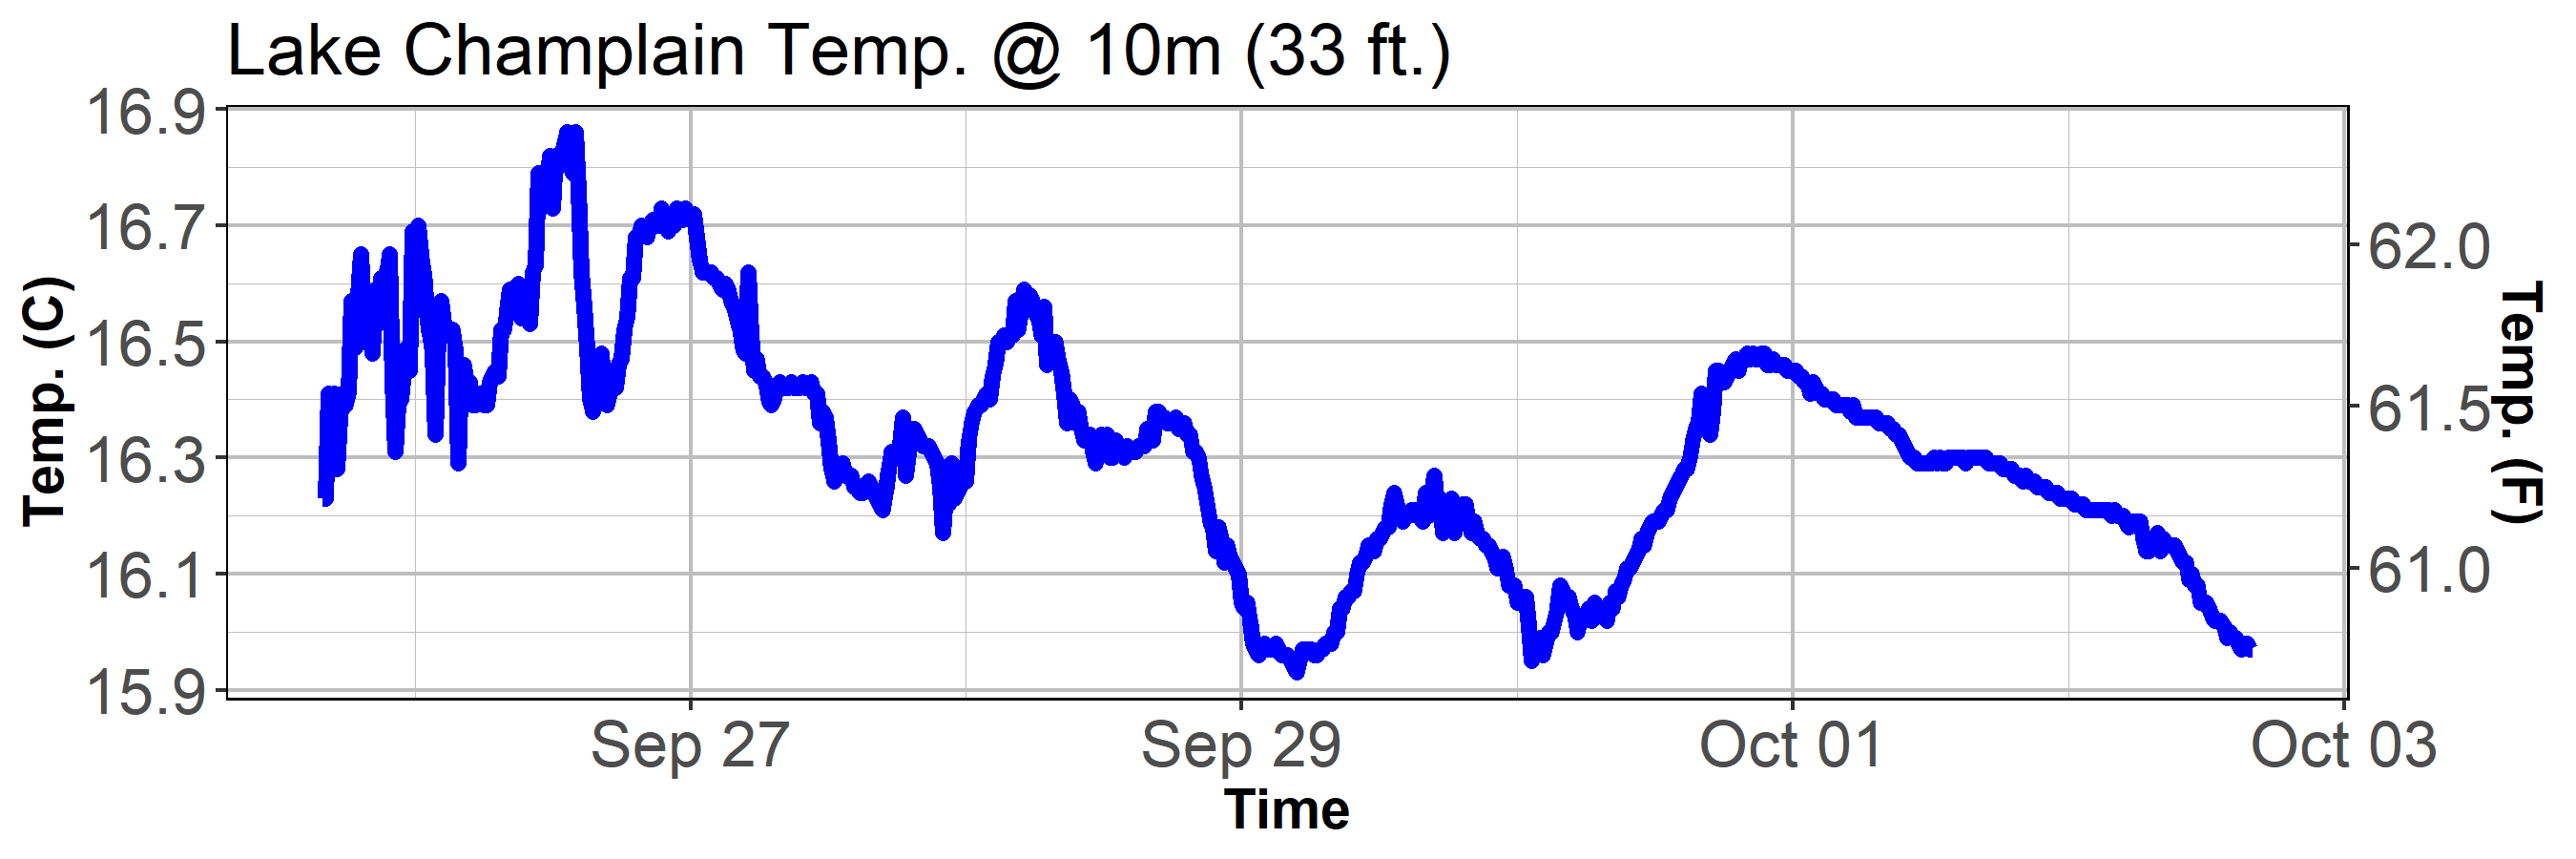 Lake Champlain Temp. @ 10m (33 ft.)
16.9
16.7
16.5
16.3
16.1
15.9
Temp. (C)
62.0
61.5
61.0
Temp. (F)
Sep 27
Sep 29
Oct 01
Oct 03
Time